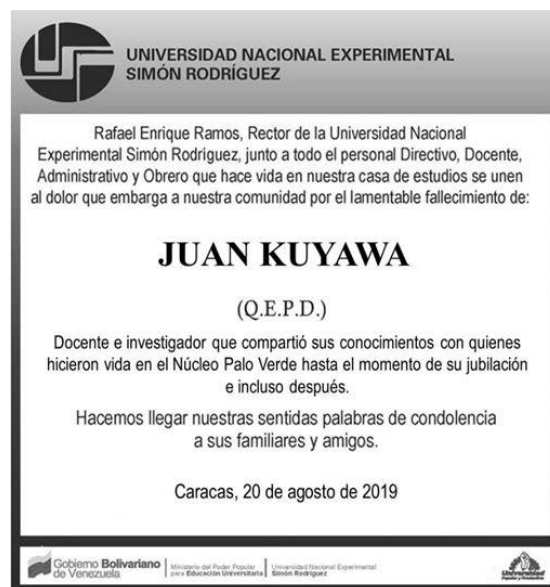 UNIVERSIDAD NACIONAL EXPERIMENTAL
SIMÓN RODRÍGUEZ
Rafael Enrique Ramos, Rector de la Universidad Nacional
Experimental Simón Rodríguez, junto a todo el personal Directivo, Docente,
Administrativo y Obrero que hace vida en nuestra casa de estudios se unen
al dolor que embarga a nuestra comunidad por el lamentable fallecimiento de:
JUAN KUYAWA
(Q.E.P.D.)
Docente e investigador que compartió sus conocimientos con quienes
hicieron vida en el Núcleo Palo Verde hasta el momento de su jubilación
e incluso después.
Hacemos llegar nuestras sentidas palabras de condolencia
a sus familiares y amigos.
Caracas, 20 de agosto de 2019
Gobierno Bolivariano
de Venezuela
Ministerio del Poder Popular
para Educación Universitaria
Universidad Nacional Experimental
Simón Rodríguez
Universidad
Popular y Productiva